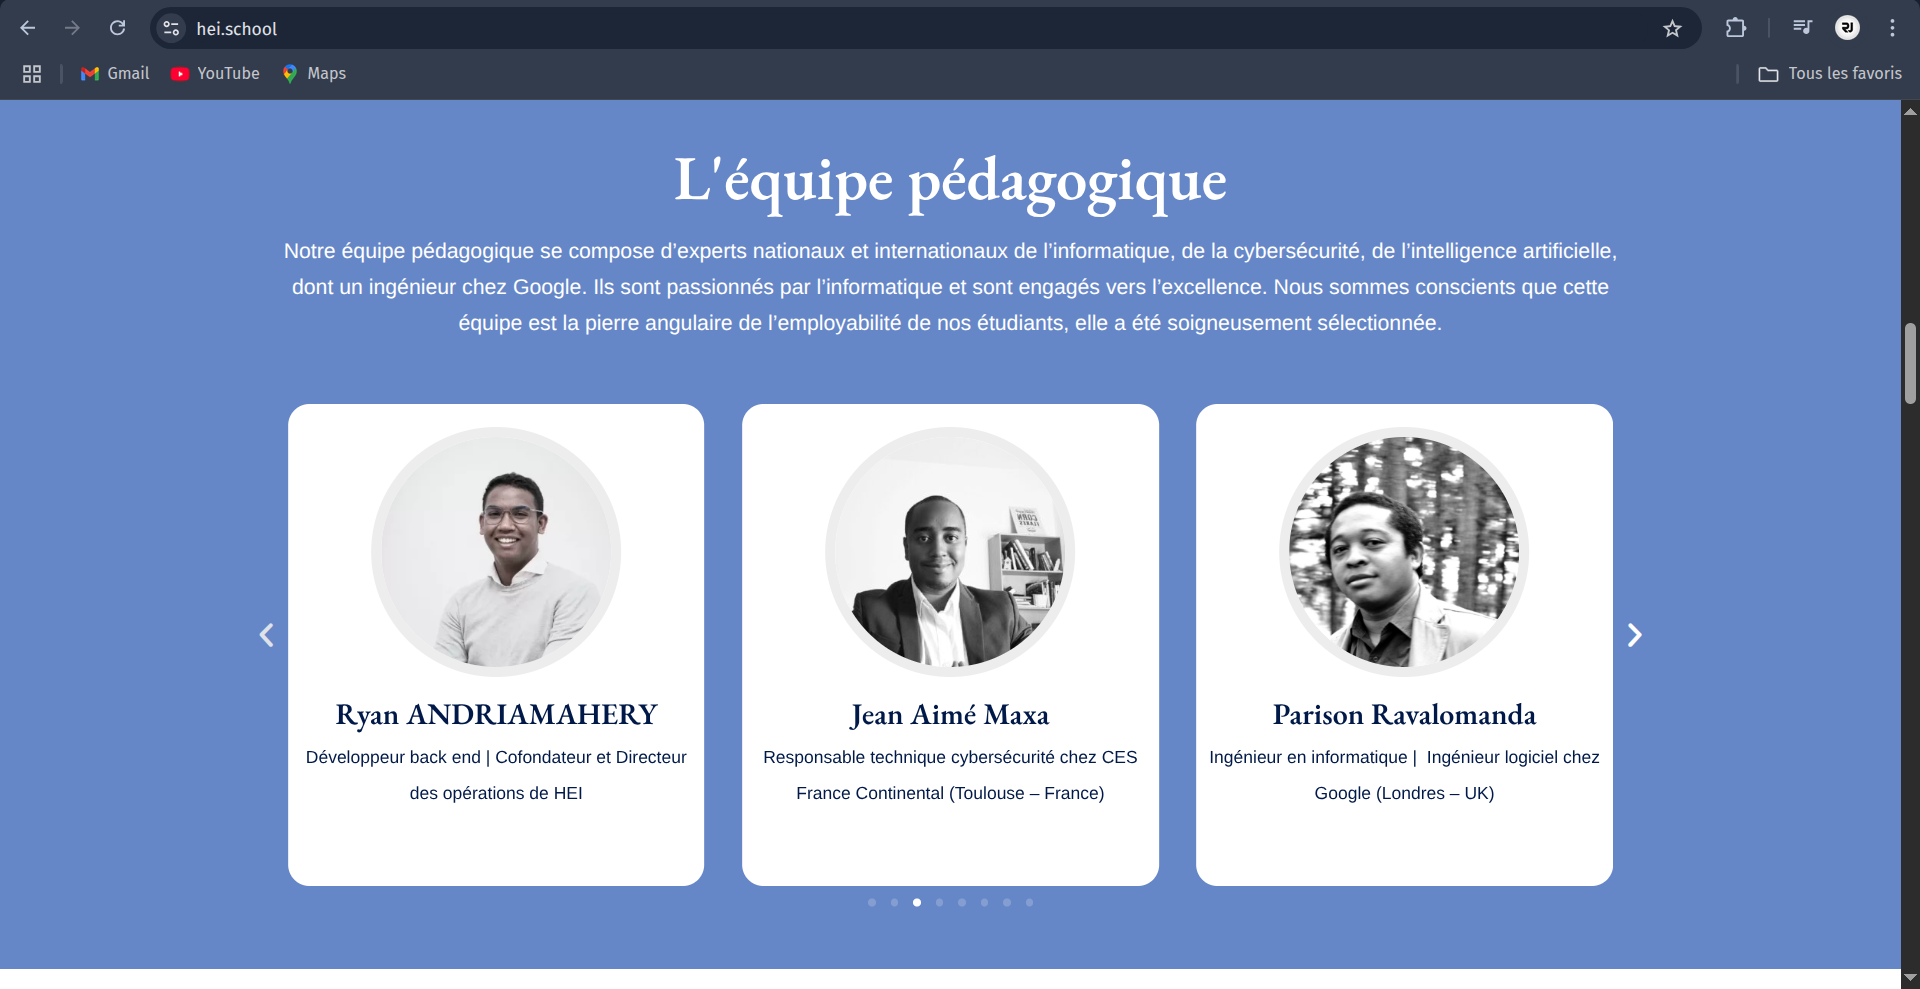 hei.school
Gmail
YouTube
Maps
Tous les favoris
L'équipe pédagogique
Notre équipe pédagogique se compose d’experts nationaux et internationaux de l’informatique, de la cybersécurité, de l’intelligence artificielle,
dont un ingénieur chez Google. Ils sont passionnés par l’informatique et sont engagés vers l’excellence. Nous sommes conscients que cette
équipe est la pierre angulaire de l’employabilité de nos étudiants, elle a été soigneusement sélectionnée.
Ryan ANDRIAMAHERY
Développeur back end | Cofondateur et Directeur
des opérations de HEI
Jean Aimé Maxa
Responsable technique cybersécurité chez CES
France Continental (Toulouse – France)
Parison Ravalomanda
Ingénieur en informatique |  Ingénieur logiciel chez
Google (Londres – UK)